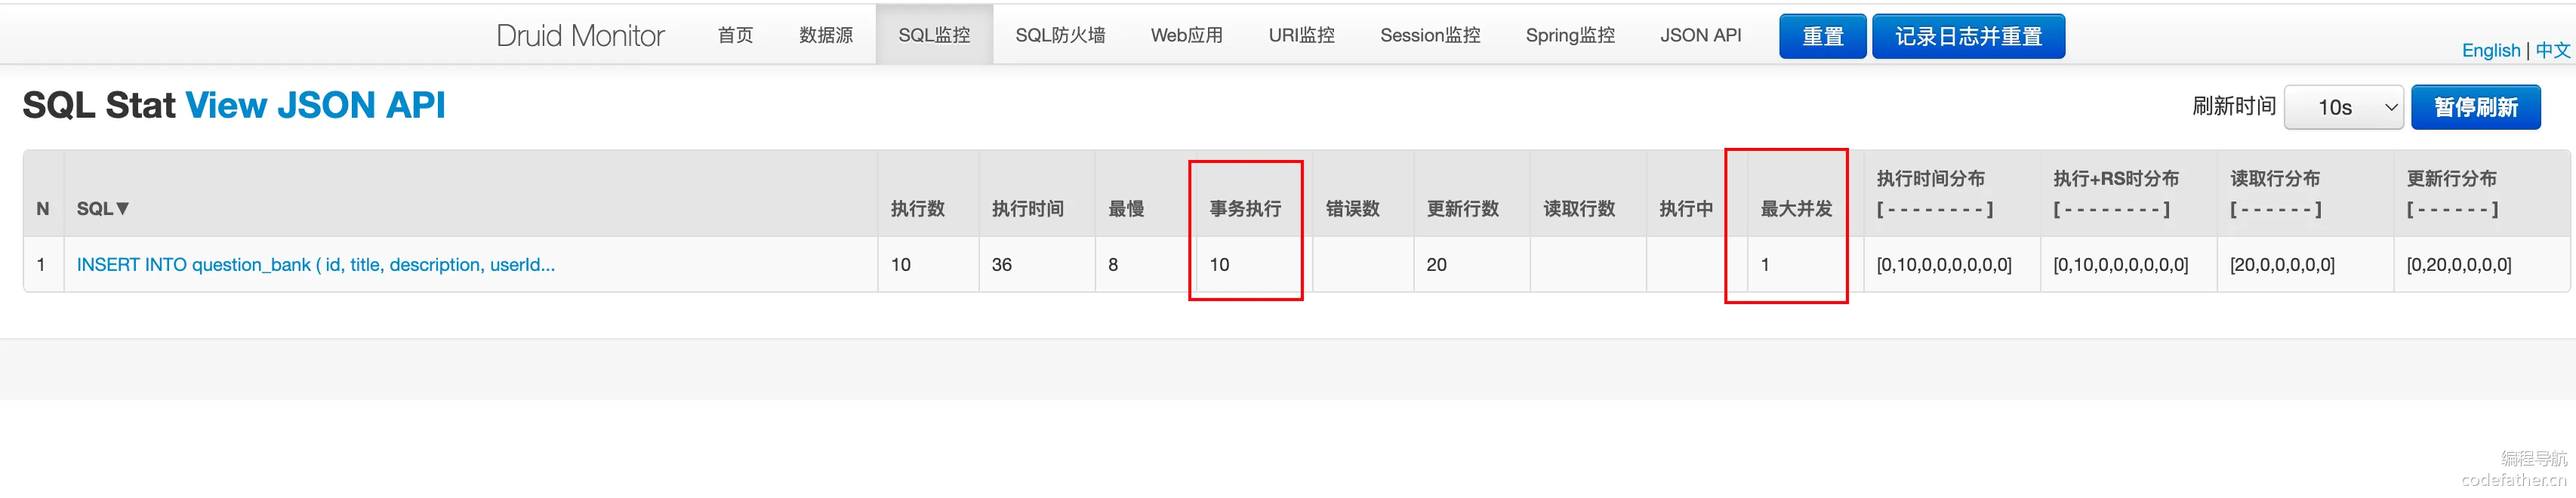 Druid Monitor 首页 数据源 SQL监控 SQL防火墙 Web应用 URI监控 Session监控 Spring监控 JSON API 重置 记录日志并重置
English | 中文
SQL Stat View JSON API 刷新时间 10s 暂停刷新
N SQL▼ 执行数 执行时间 最慢 事务执行 错误数 更新行数 读取行数 执行中 最大并发 执行时间分布 [ - - - - - - - - ] 执行+RS时分布 [ - - - - - - - - ] 读取行分布 [ - - - - - - ] 更新行分布 [ - - - - - - ]
1 INSERT INTO question_bank ( id, title, description, userId... 10 36 8 10 20 1 [0,10,0,0,0,0,0,0] [0,10,0,0,0,0,0,0] [20,0,0,0,0,0] [0,20,0,0,0,0]
编程导航
codefather.cn